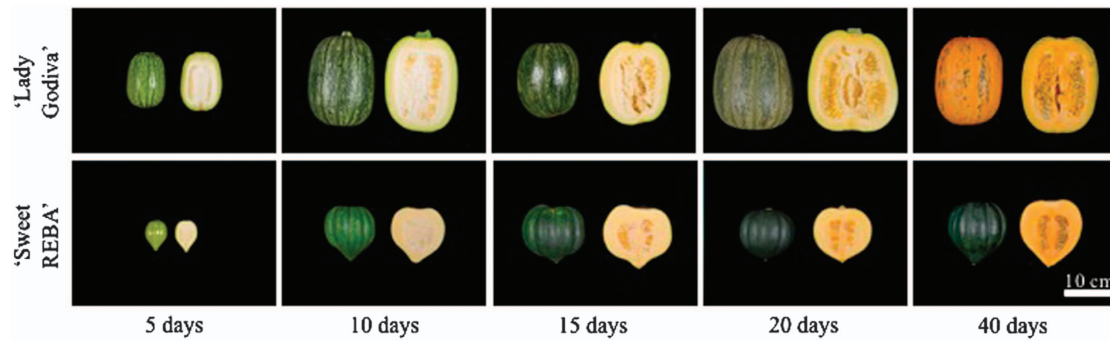 ‘Lady
Godiva’
‘Sweet
REBA’
10 cm
5 days
10 days
15 days
20 days
40 days